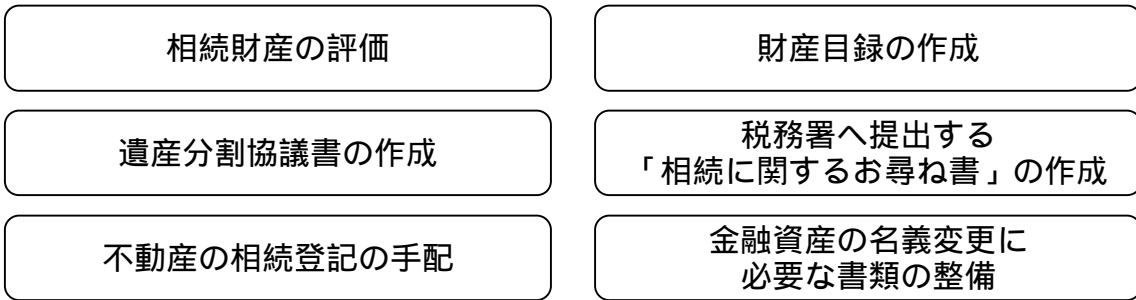 相続財産の評価
財産目録の作成
遺産分割協議書の作成
税務署へ提出する
「相続に関するお尋ね書」の作成
不動産の相続登記の手配
金融資産の名義変更に
必要な書類の整備